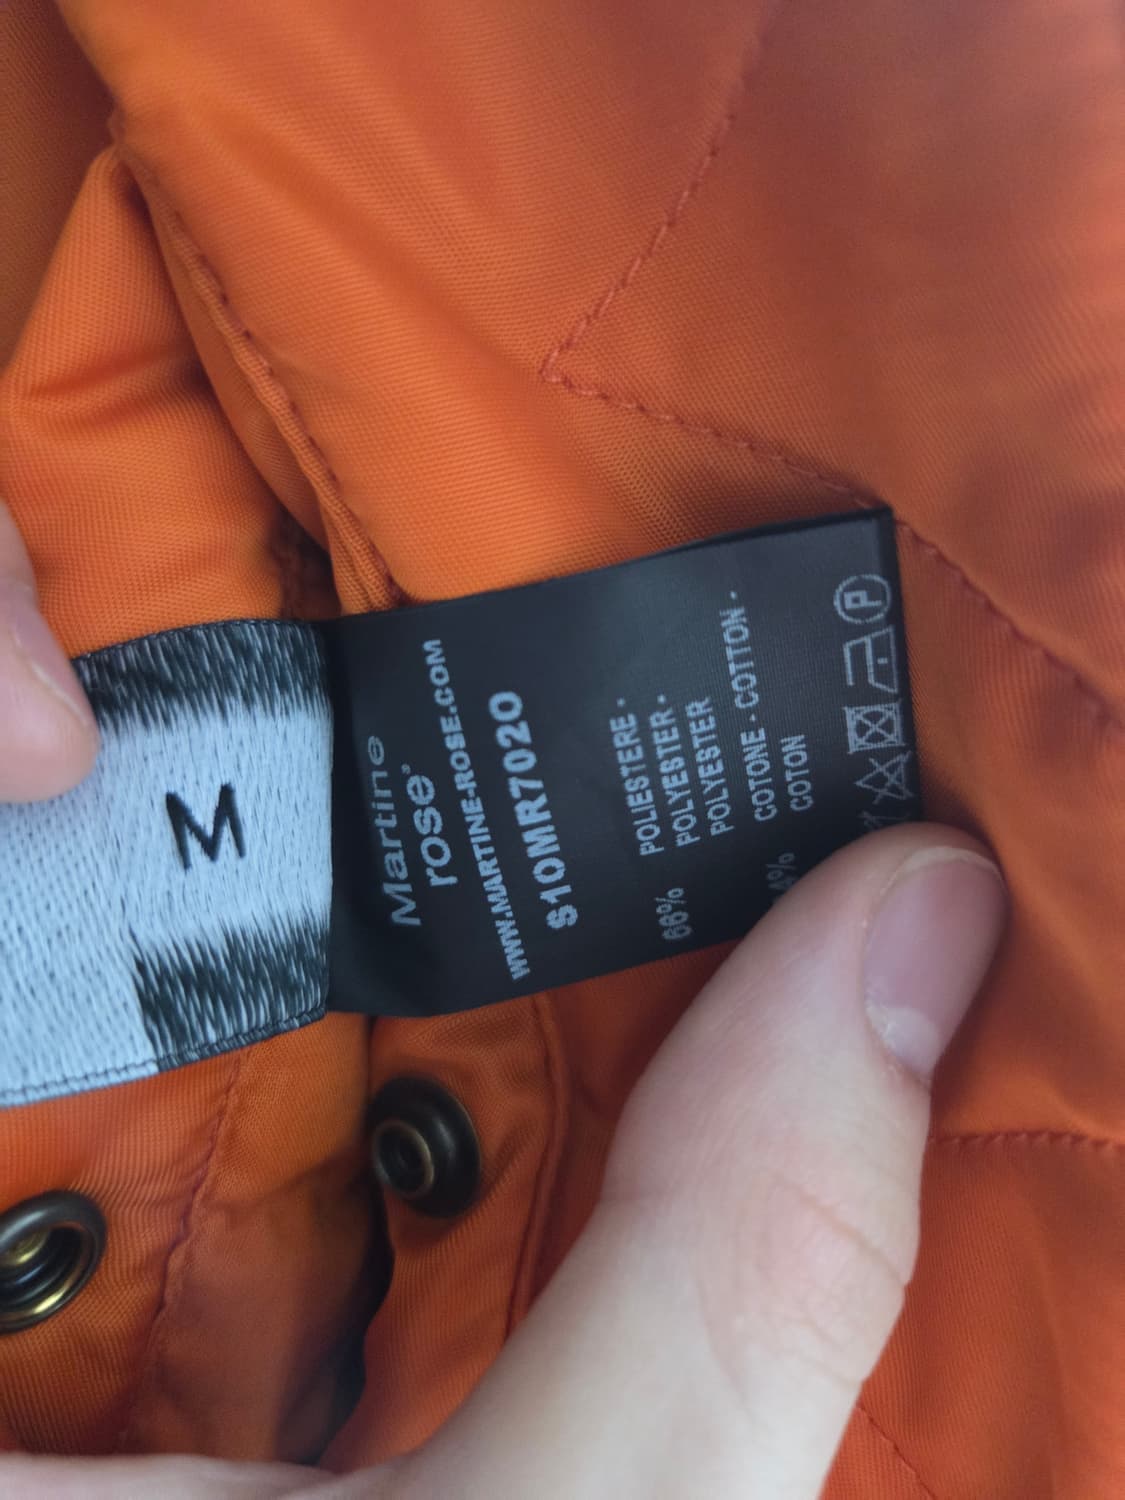 M
Martine
rose®
WWW.MARTINE-ROSE.COM
S10MR7020
66% POLIESTERE ·
POLYESTER ·
POLYESTER
COTONE · COTTON ·
COTON
P